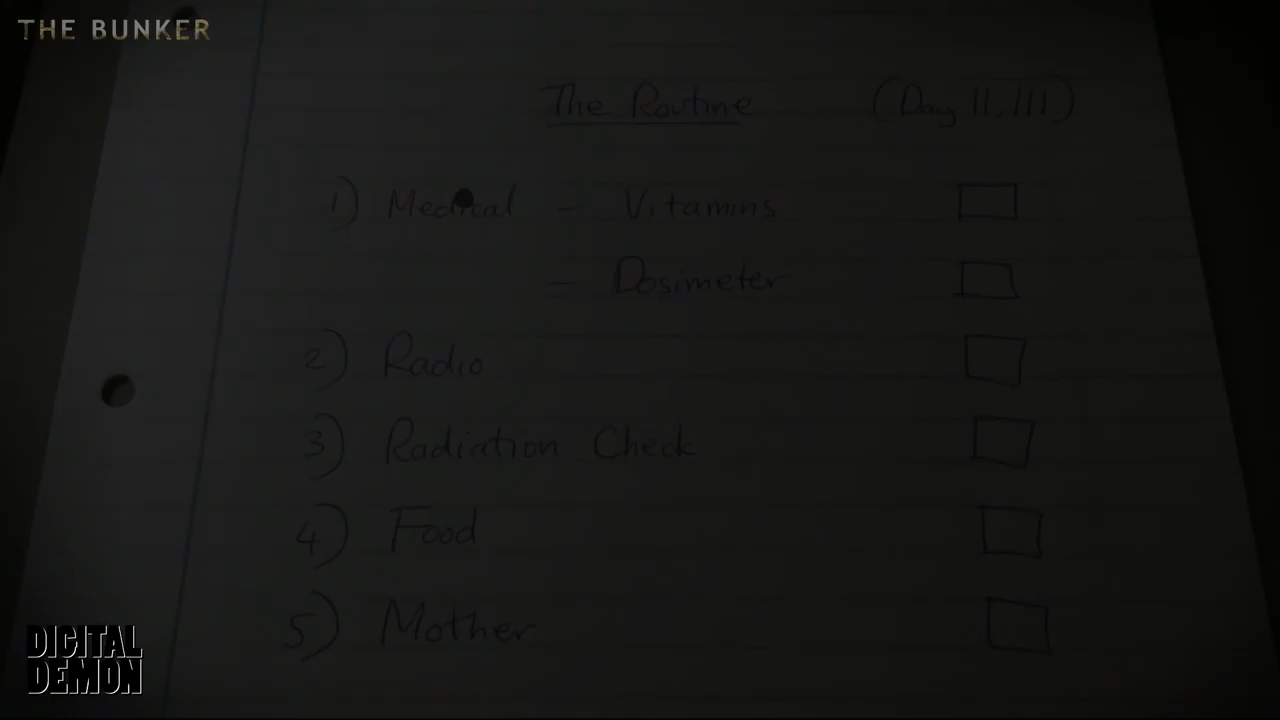 THE BUNKER
The Routine (Day 11,111)
1) Medical - Vitamins
- Dosimeter
2) Radio
3) Radiation Check
4) Food
5) Mother
DIGITAL
DEMON